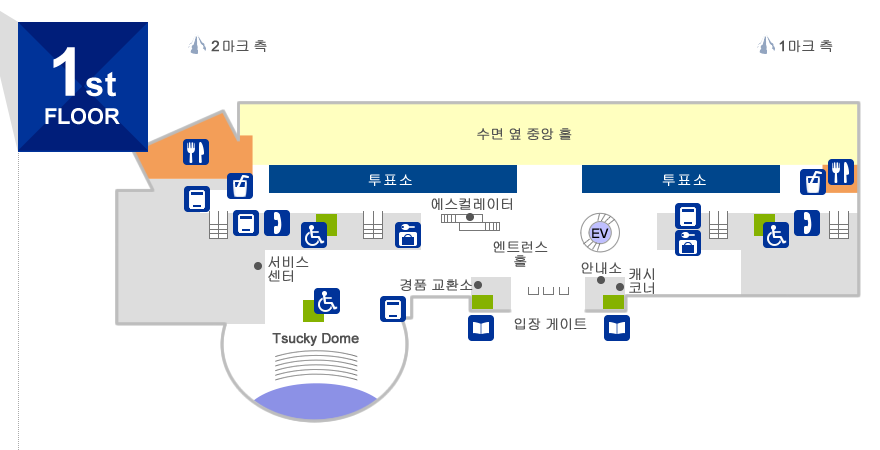 1st
FLOOR
2마크 측
1마크 측
수면 옆 중앙 홀
투표소
투표소
에스컬레이터
EV
엔트런스
홀
서비스
센터
안내소
캐시
코너
경품 교환소
입장 게이트
Tsucky Dome